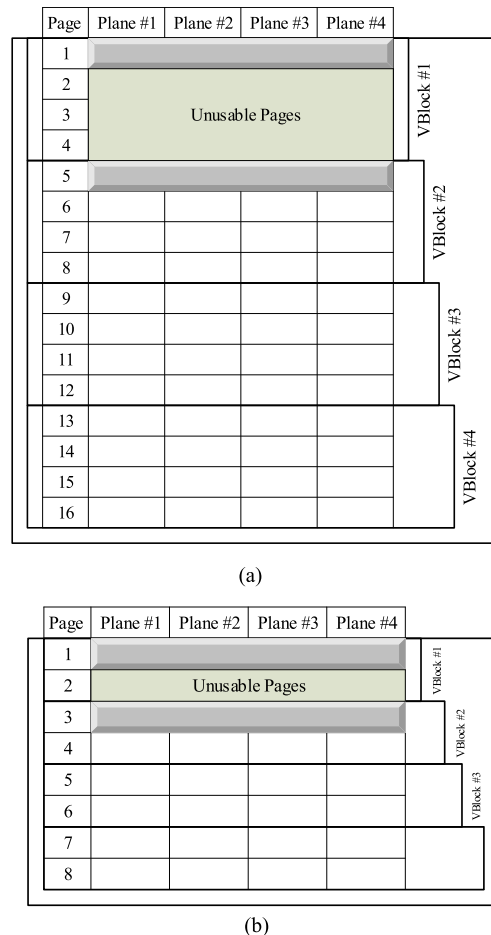 Page Plane #1 Plane #2 Plane #3 Plane #4
1
2
3
4
Unusable Pages
5
6
7
8
9
10
11
12
13
14
15
16
VBlock #1
VBlock #2
VBlock #3
VBlock #4
(a)
Page Plane #1 Plane #2 Plane #3 Plane #4
1
2
Unusable Pages
3
4
5
6
7
8
VBlock #1
VBlock #2
VBlock #3
(b)